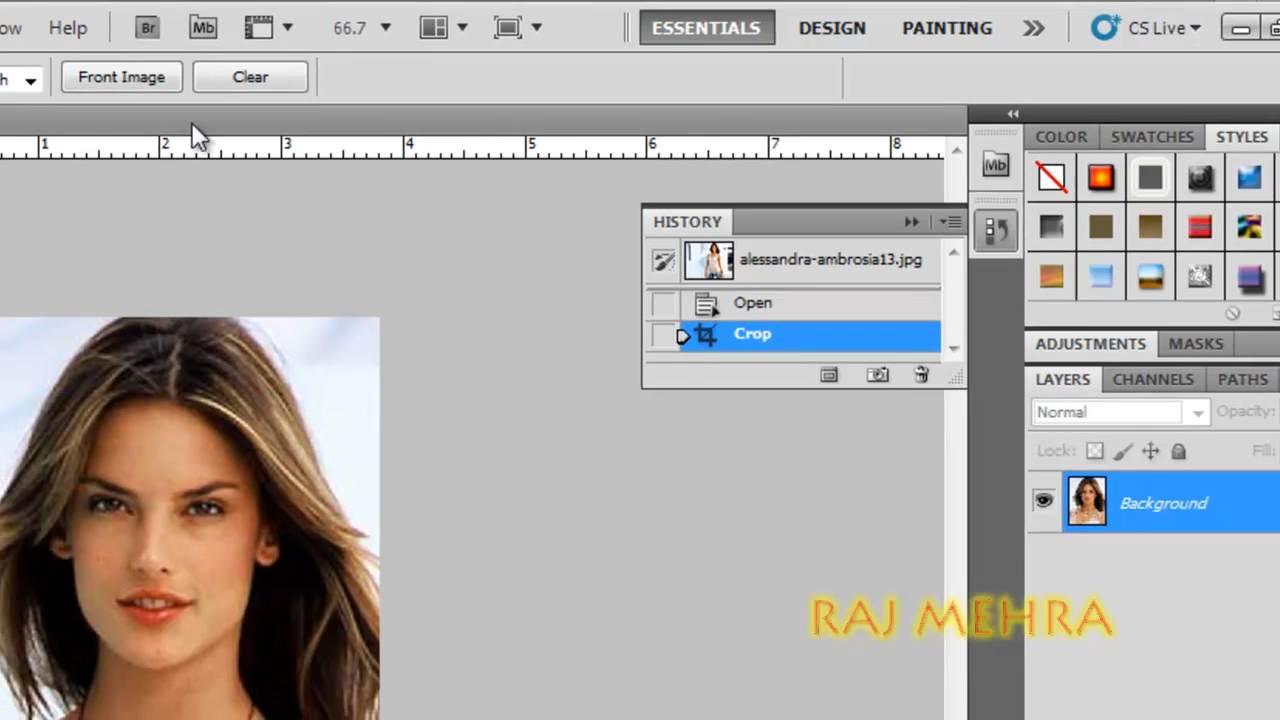 ow Help Br Mb 66.7 ESSENTIALS DESIGN PAINTING CS Live
h Front Image Clear
1 2 3 4 5 6 7 8
COLOR SWATCHES STYLES
Mb
HISTORY
alessandra-ambrosia13.jpg
Open
Crop
ADJUSTMENTS MASKS
LAYERS CHANNELS PATHS
Normal Opacity:
Lock: Fill:
Background
RAJ MEHRA